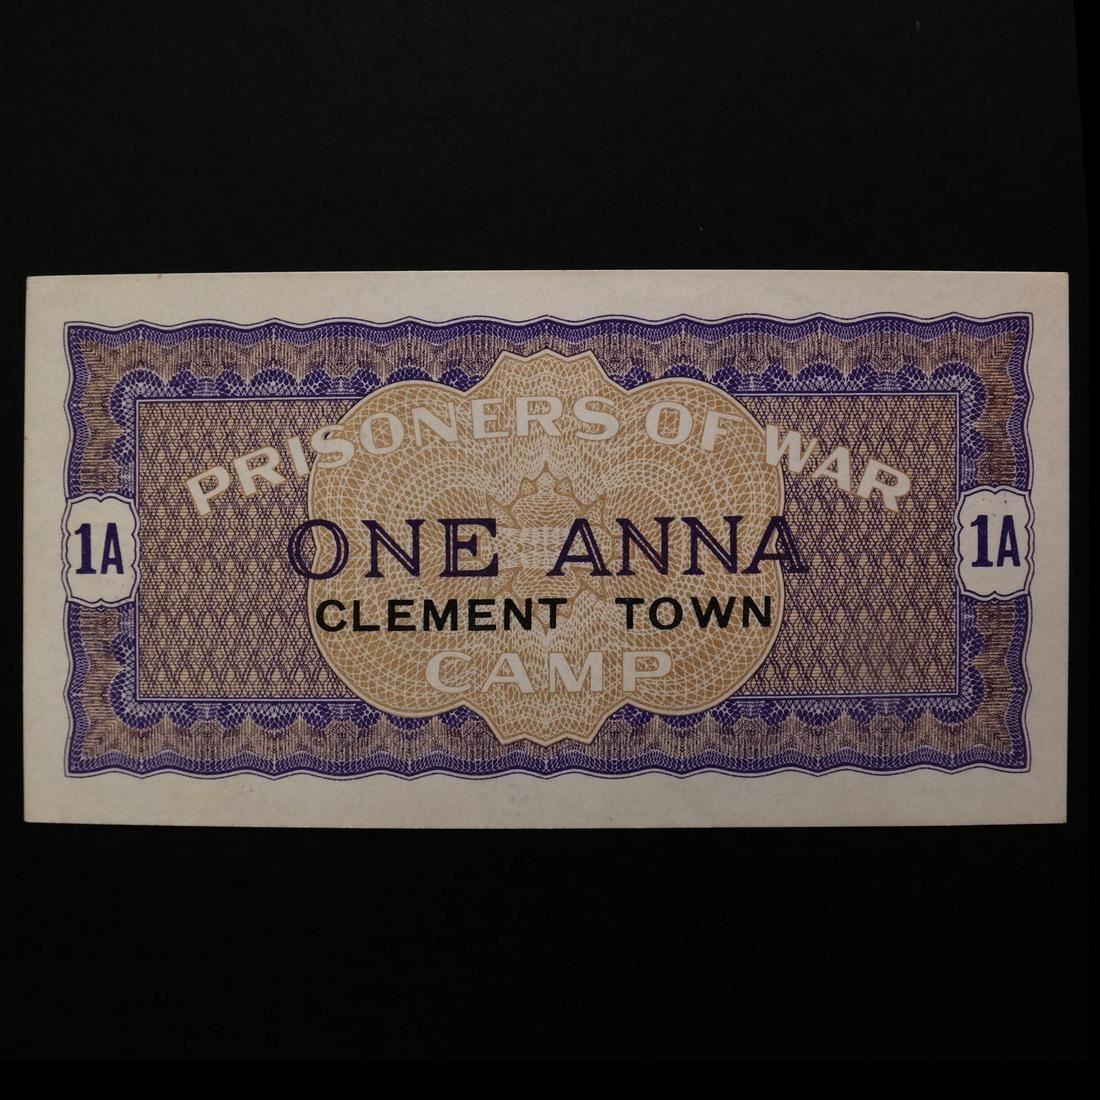 PRISONERS OF WAR
1A ONE ANNA 1A
CLEMENT TOWN
CAMP